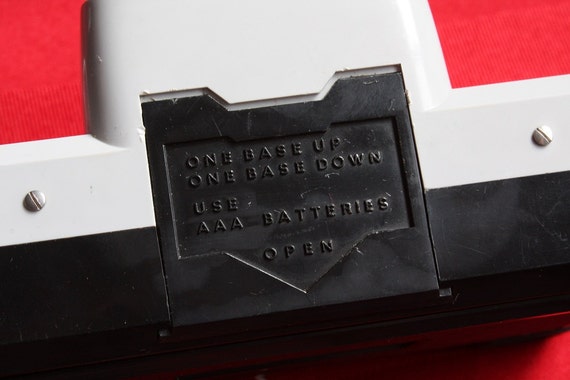 ONE BASE UP
ONE BASE DOWN
USE
AAA BATTERIES
OPEN